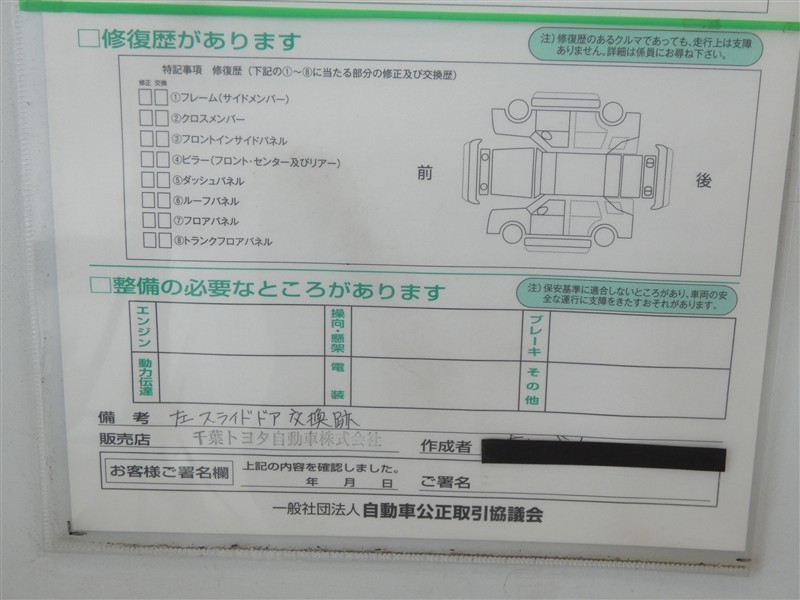 □修復歴があります
注）修復歴のあるクルマであっても、走行上は支障
ありません。詳細は係員にお尋ね下さい。
特記事項 修復歴（下記の①〜⑧に当たる部分の修正及び交換歴）
修正 交換
①フレーム（サイドメンバー）
②クロスメンバー
③フロントインサイドパネル
④ピラー（フロント・センター及びリアー）
⑤ダッシュパネル
⑥ルーフパネル
⑦フロアパネル
⑧トランクフロアパネル
前
後
□整備の必要なところがあります
注）保安基準に適合しないところがあり、車両の安
全な運行に支障をきたすおそれがあります。
エンジン
操向・懸架
ブレーキ
動力伝達
電装
その他
備考 左スライドドア交換跡
販売店 千葉トヨタ自動車株式会社 作成者
お客様ご署名欄
上記の内容を確認しました。
年 月 日 ご署名
一般社団法人 自動車公正取引協議会